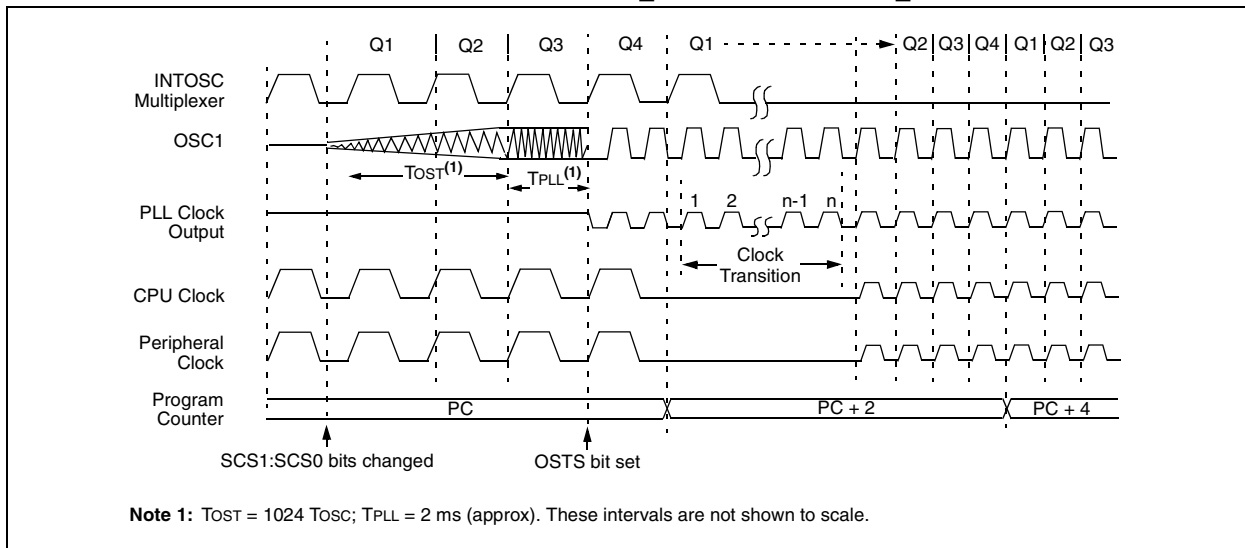 Q1 Q2 Q3 Q4 Q1 Q2 Q3 Q4 Q1 Q2 Q3
INTOSC
Multiplexer
OSC1
TOST(1)
TPLL(1)
PLL Clock
Output
1 2 n-1 n
Clock
Transition
CPU Clock
Peripheral
Clock
Program
Counter
PC PC + 2 PC + 4
SCS1:SCS0 bits changed OSTS bit set
Note 1: TOST = 1024 TOSC; TPLL = 2 ms (approx). These intervals are not shown to scale.